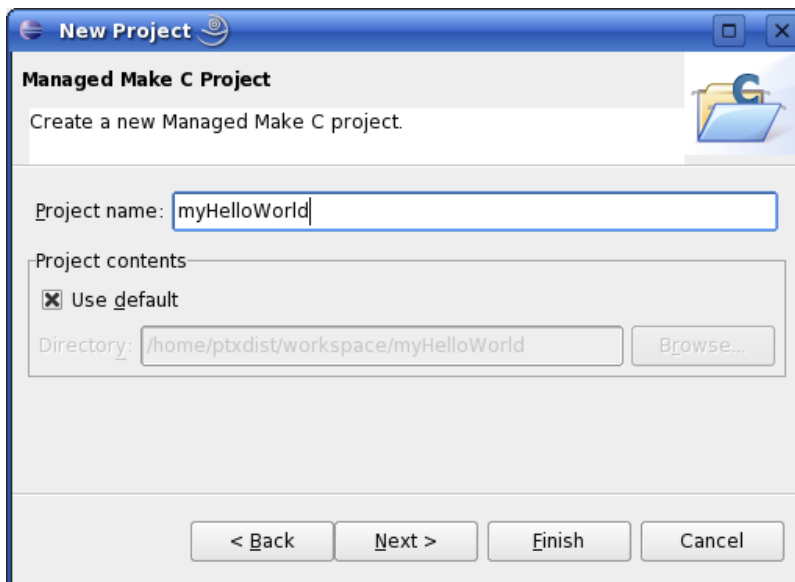 New Project
Managed Make C Project
Create a new Managed Make C project.
Project name: myHelloWorld
Project contents
Use default
Directory: /home/ptxdist/workspace/myHelloWorld Browse...
< Back Next > Finish Cancel